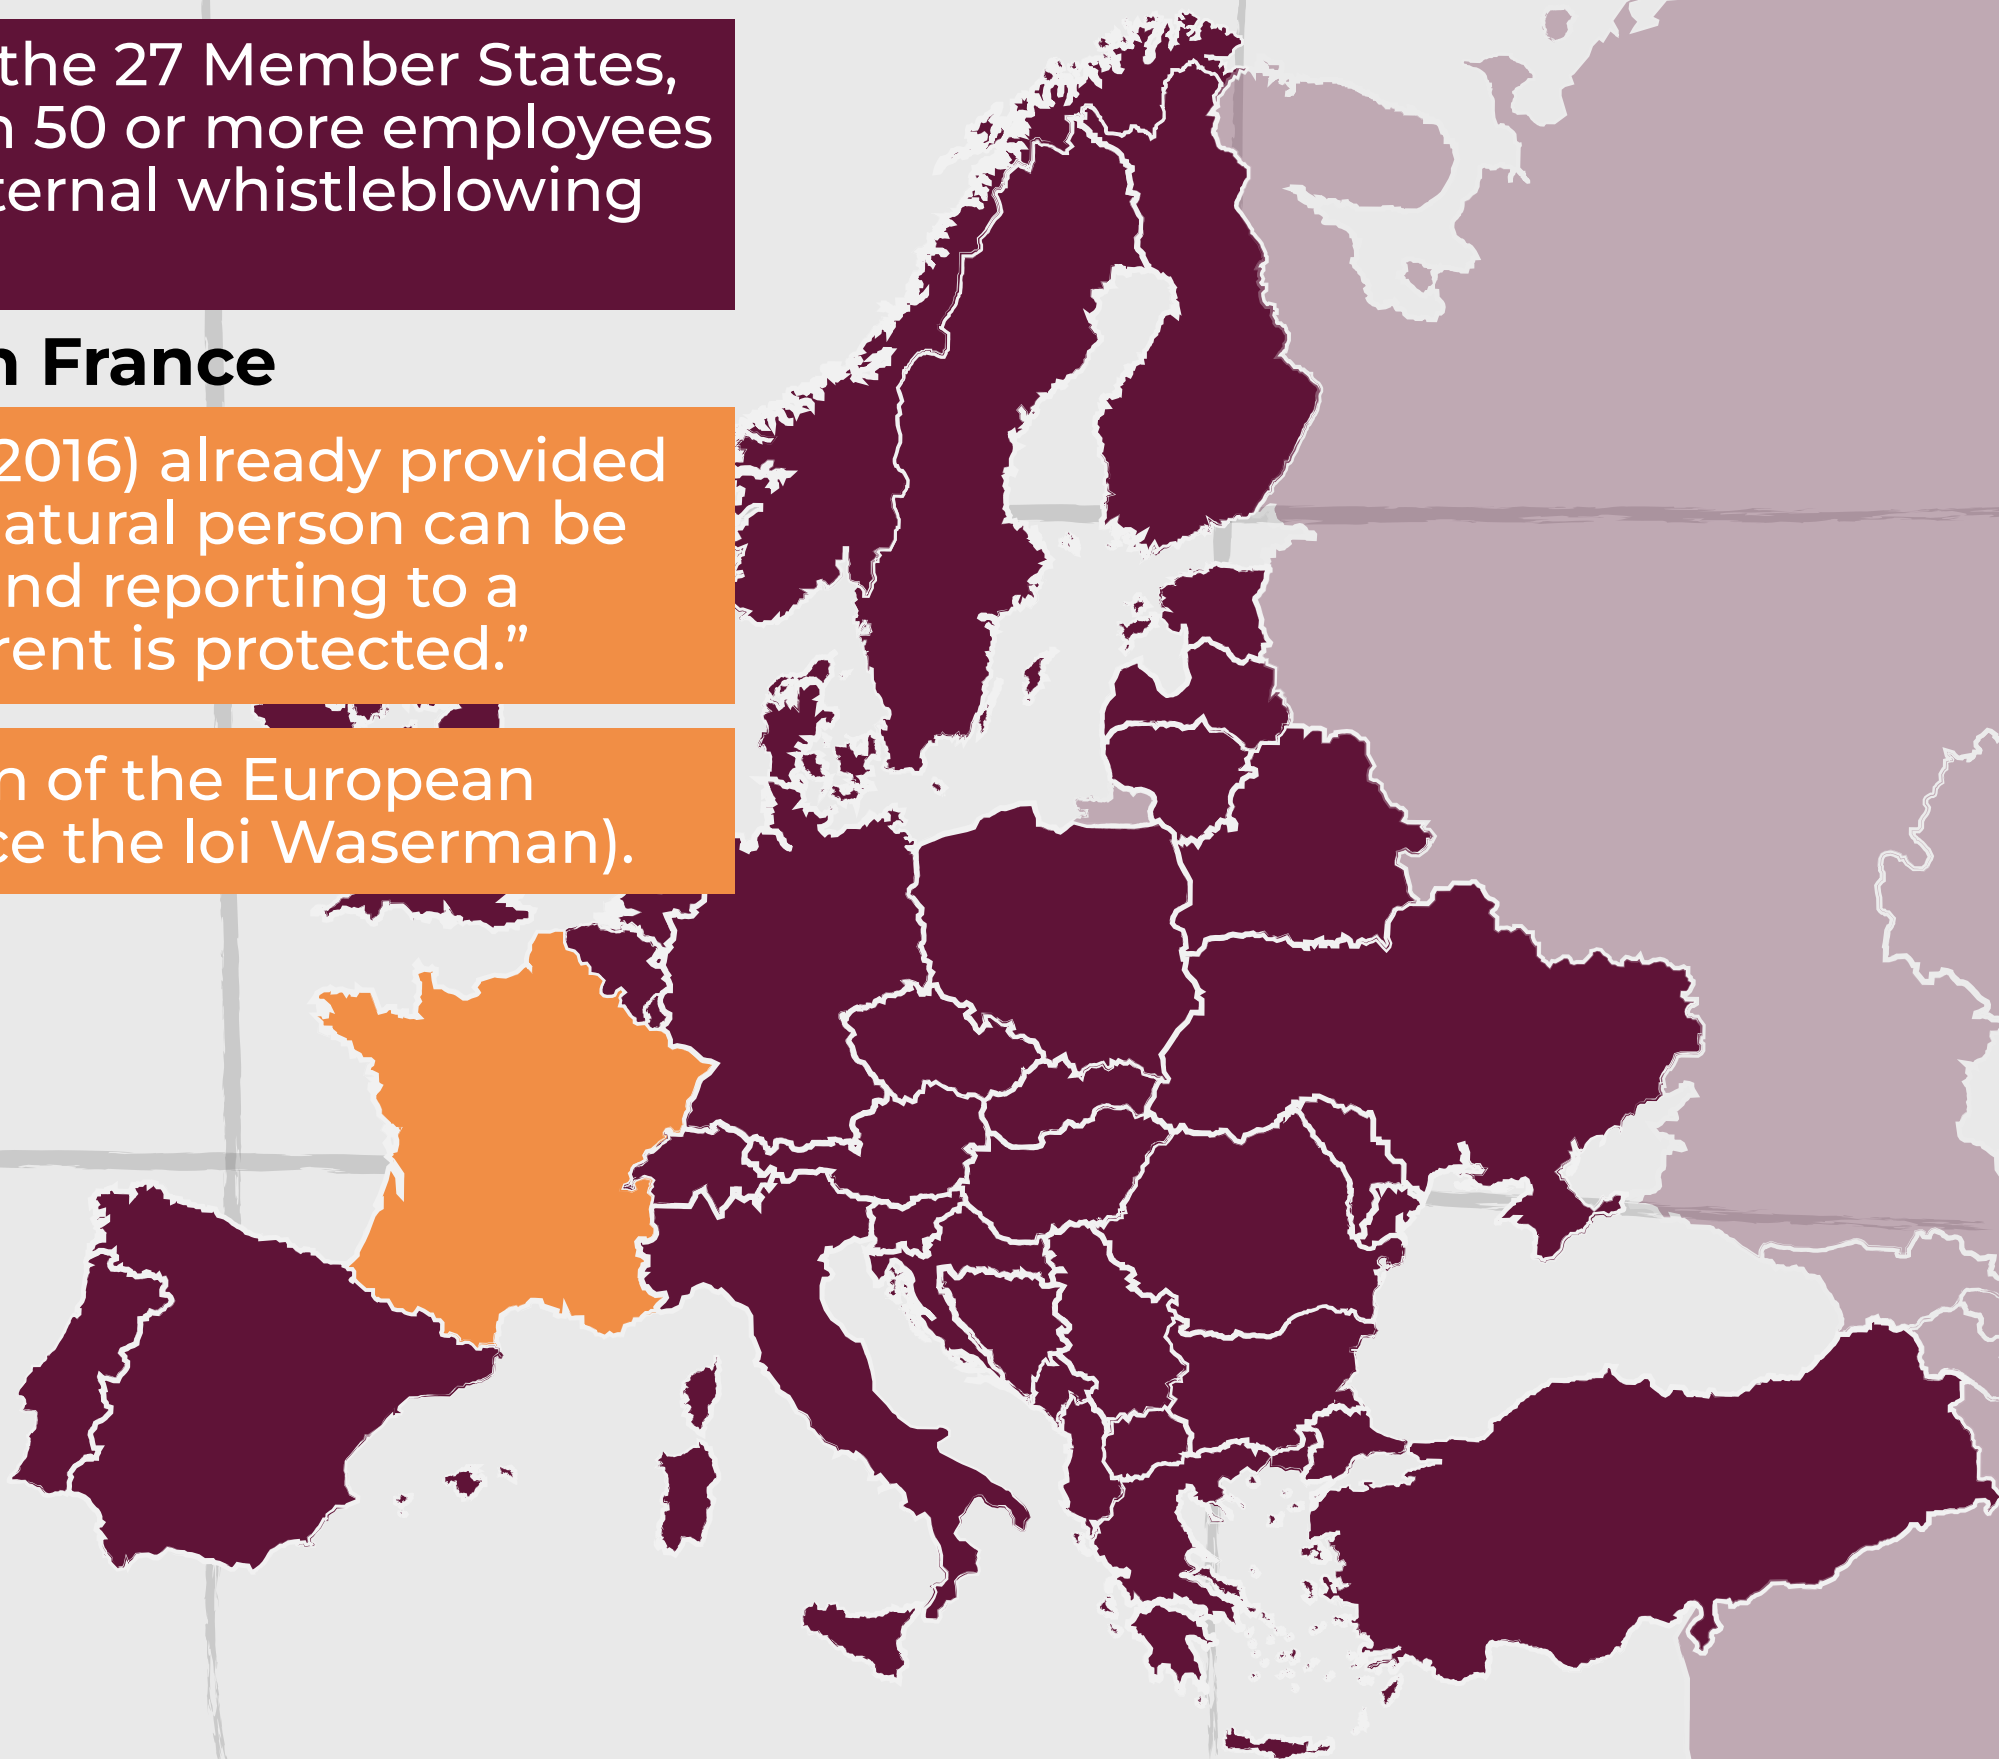 the 27 Member States,
50 or more employees
ternal whistleblowing
n France
2016) already provided
atural person can be
nd reporting to a
rent is protected.”
n of the European
ce the loi Waserman).